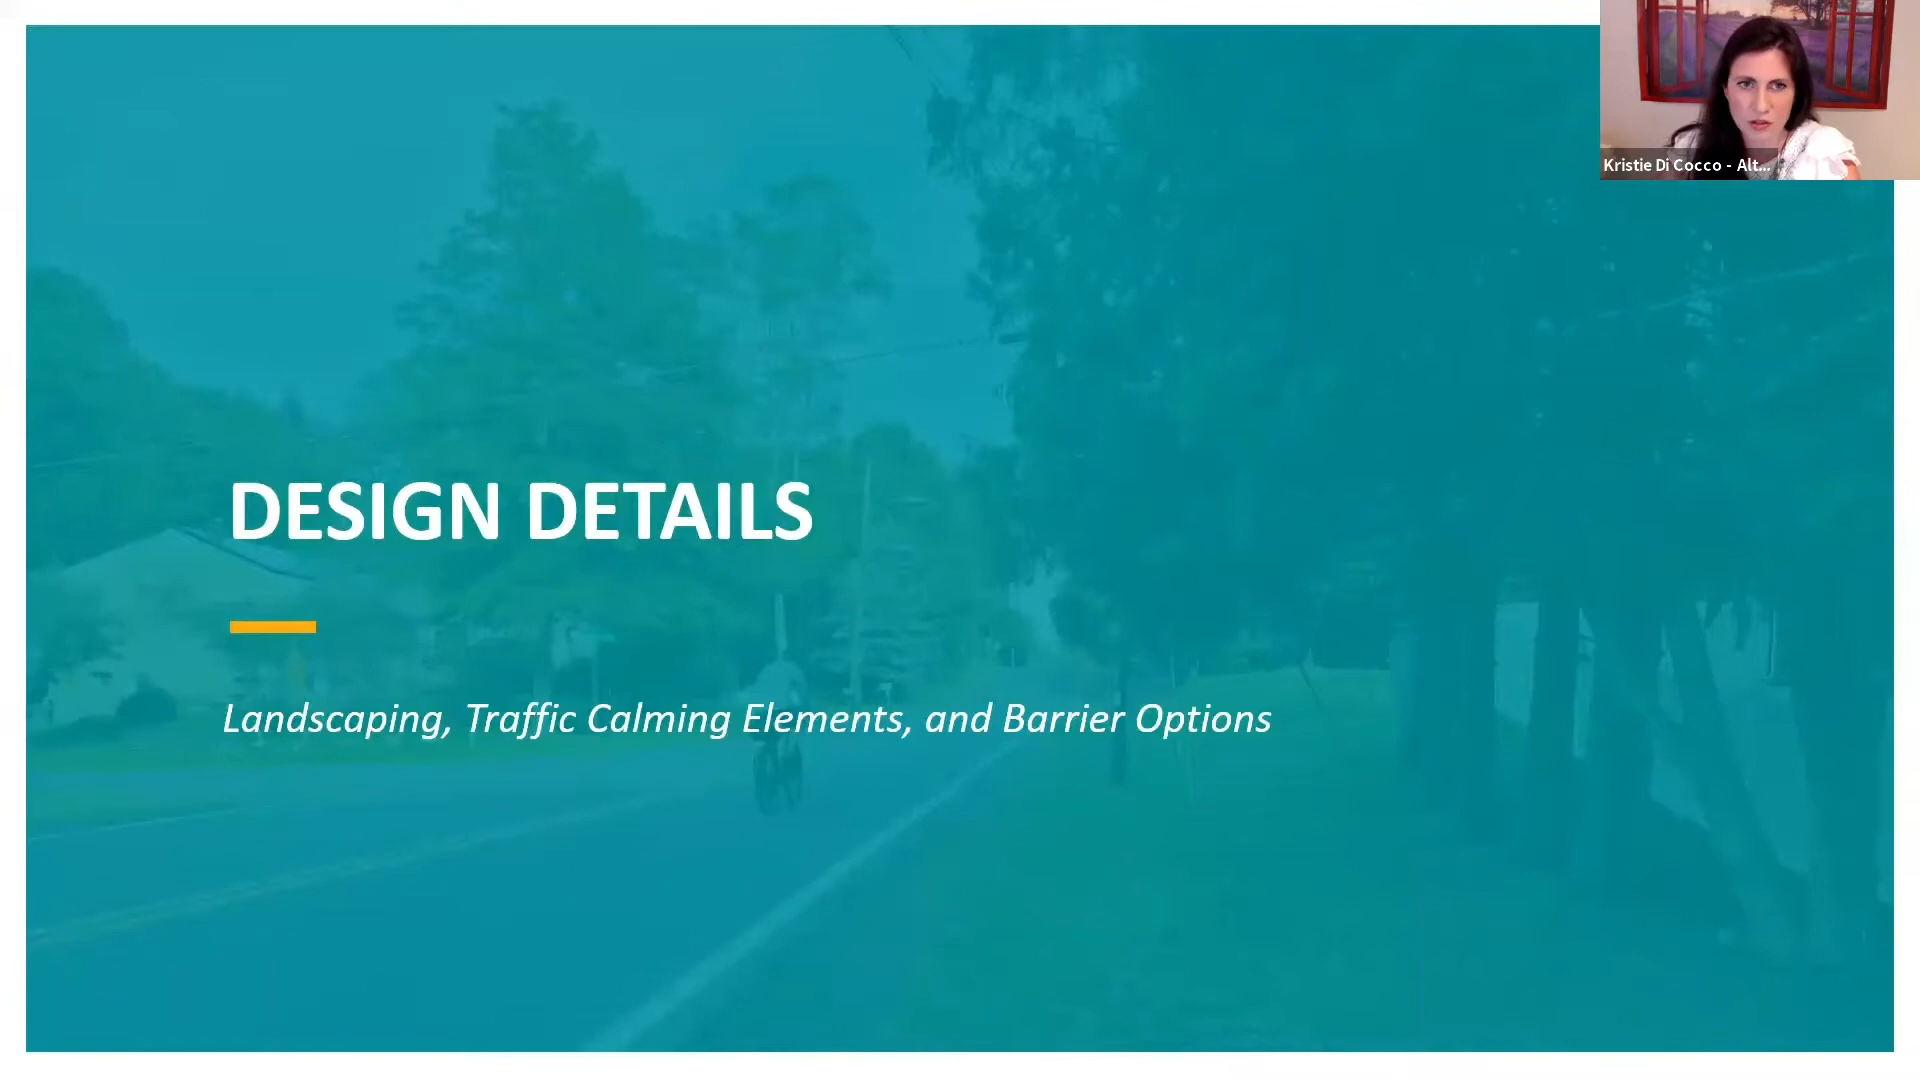 Kristie Di Cocco - Alt...
DESIGN DETAILS
Landscaping, Traffic Calming Elements, and Barrier Options